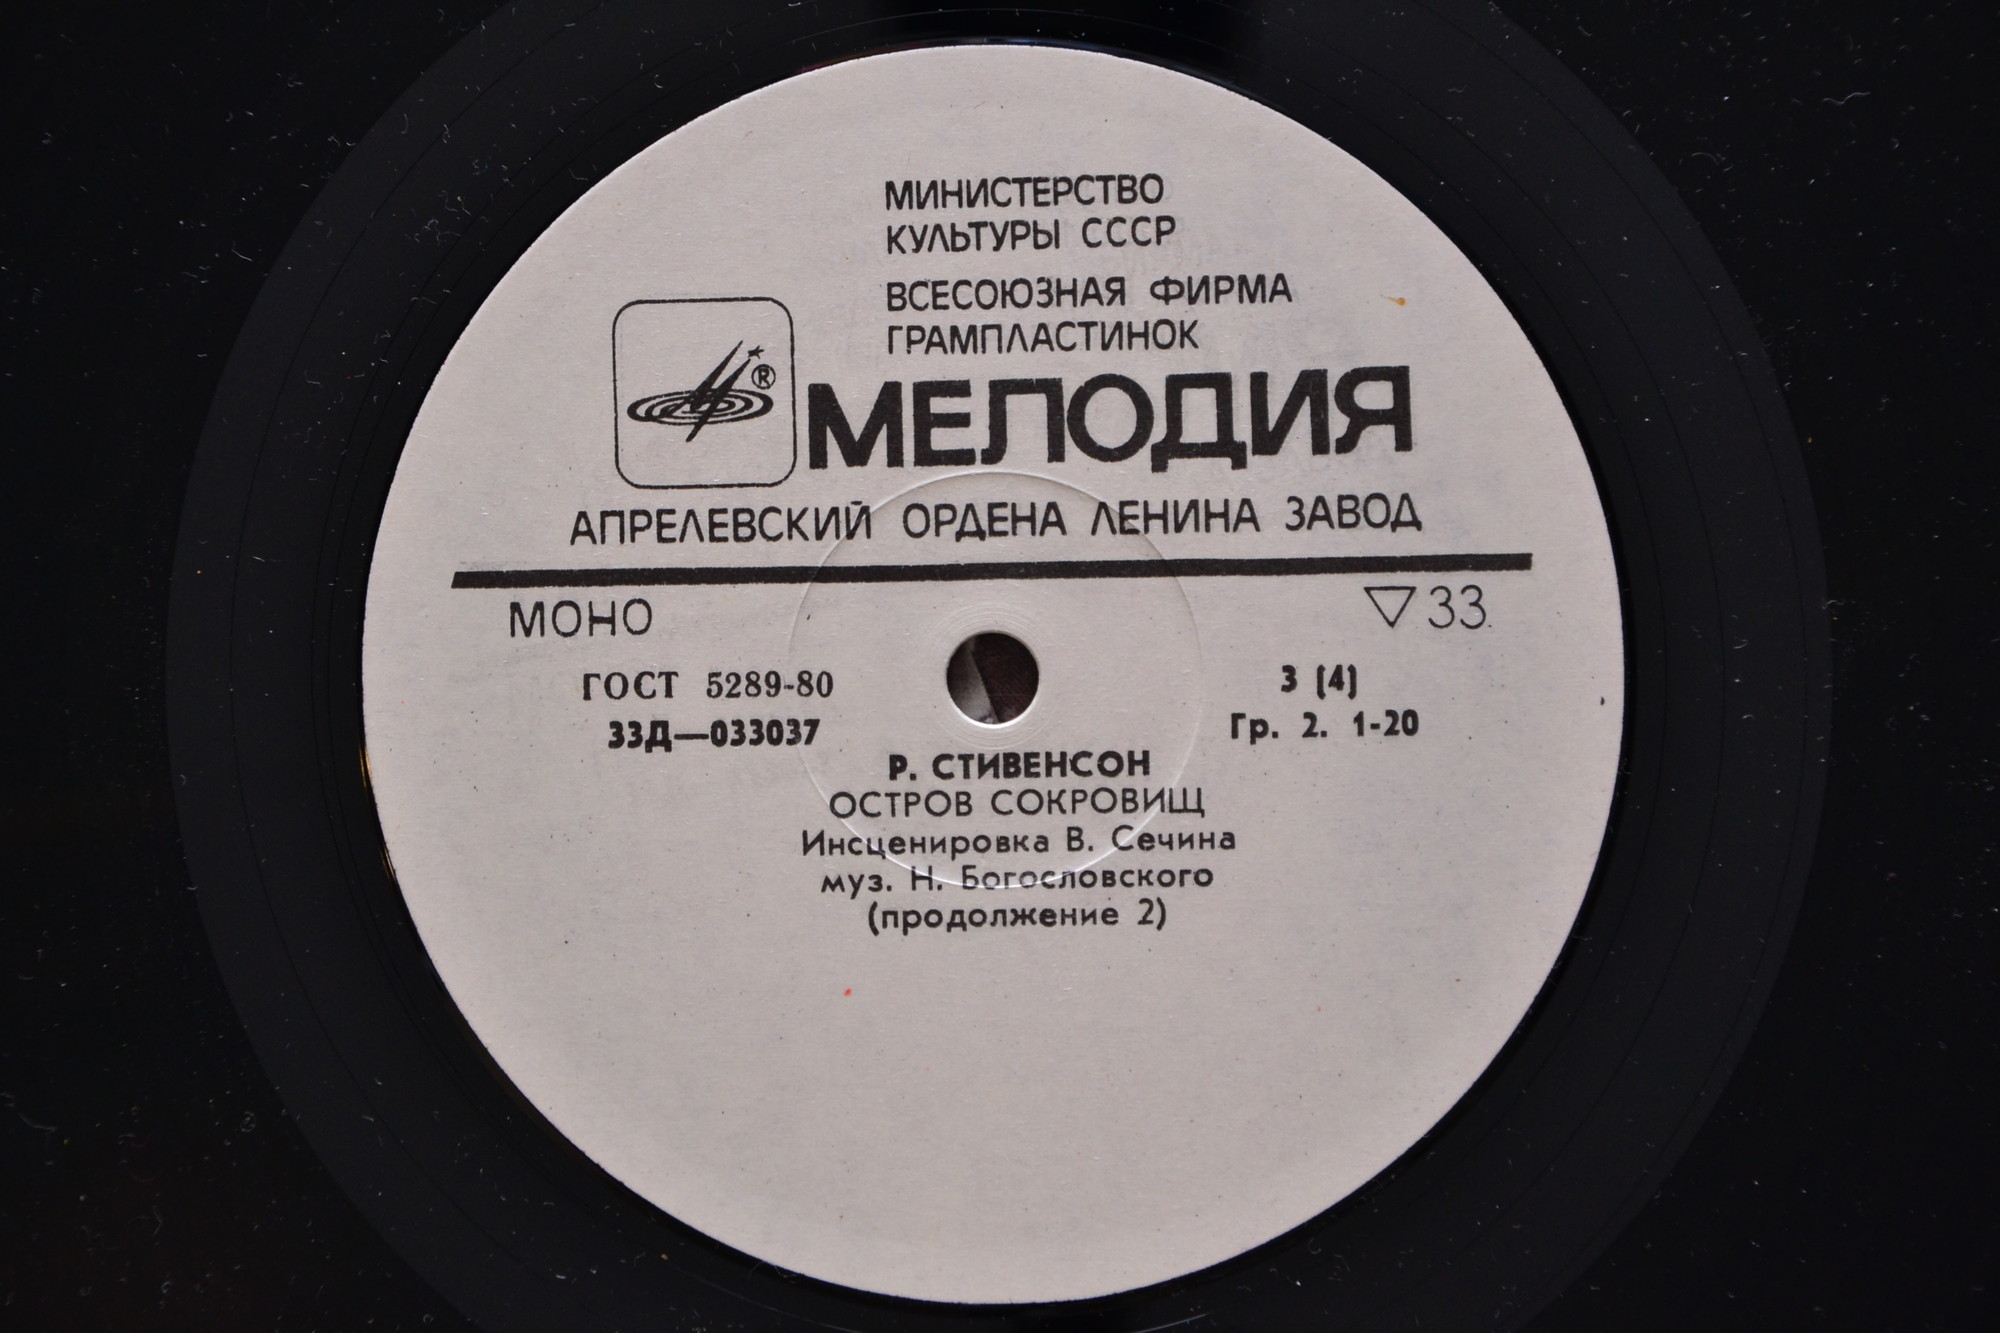 МИНИСТЕРСТВО
КУЛЬТУРЫ СССР
ВСЕСОЮЗНАЯ ФИРМА
ГРАМПЛАСТИНОК
®
МЕЛОДИЯ
АПРЕЛЕВСКИЙ ОРДЕНА ЛЕНИНА ЗАВОД
МОНО
▽33
ГОСТ 5289-80
33Д—033037
3 (4)
Гр. 2. 1-20
Р. СТИВЕНСОН
ОСТРОВ СОКРОВИЩ
Инсценировка В. Сечина
муз. Н. Богословского
(продолжение 2)